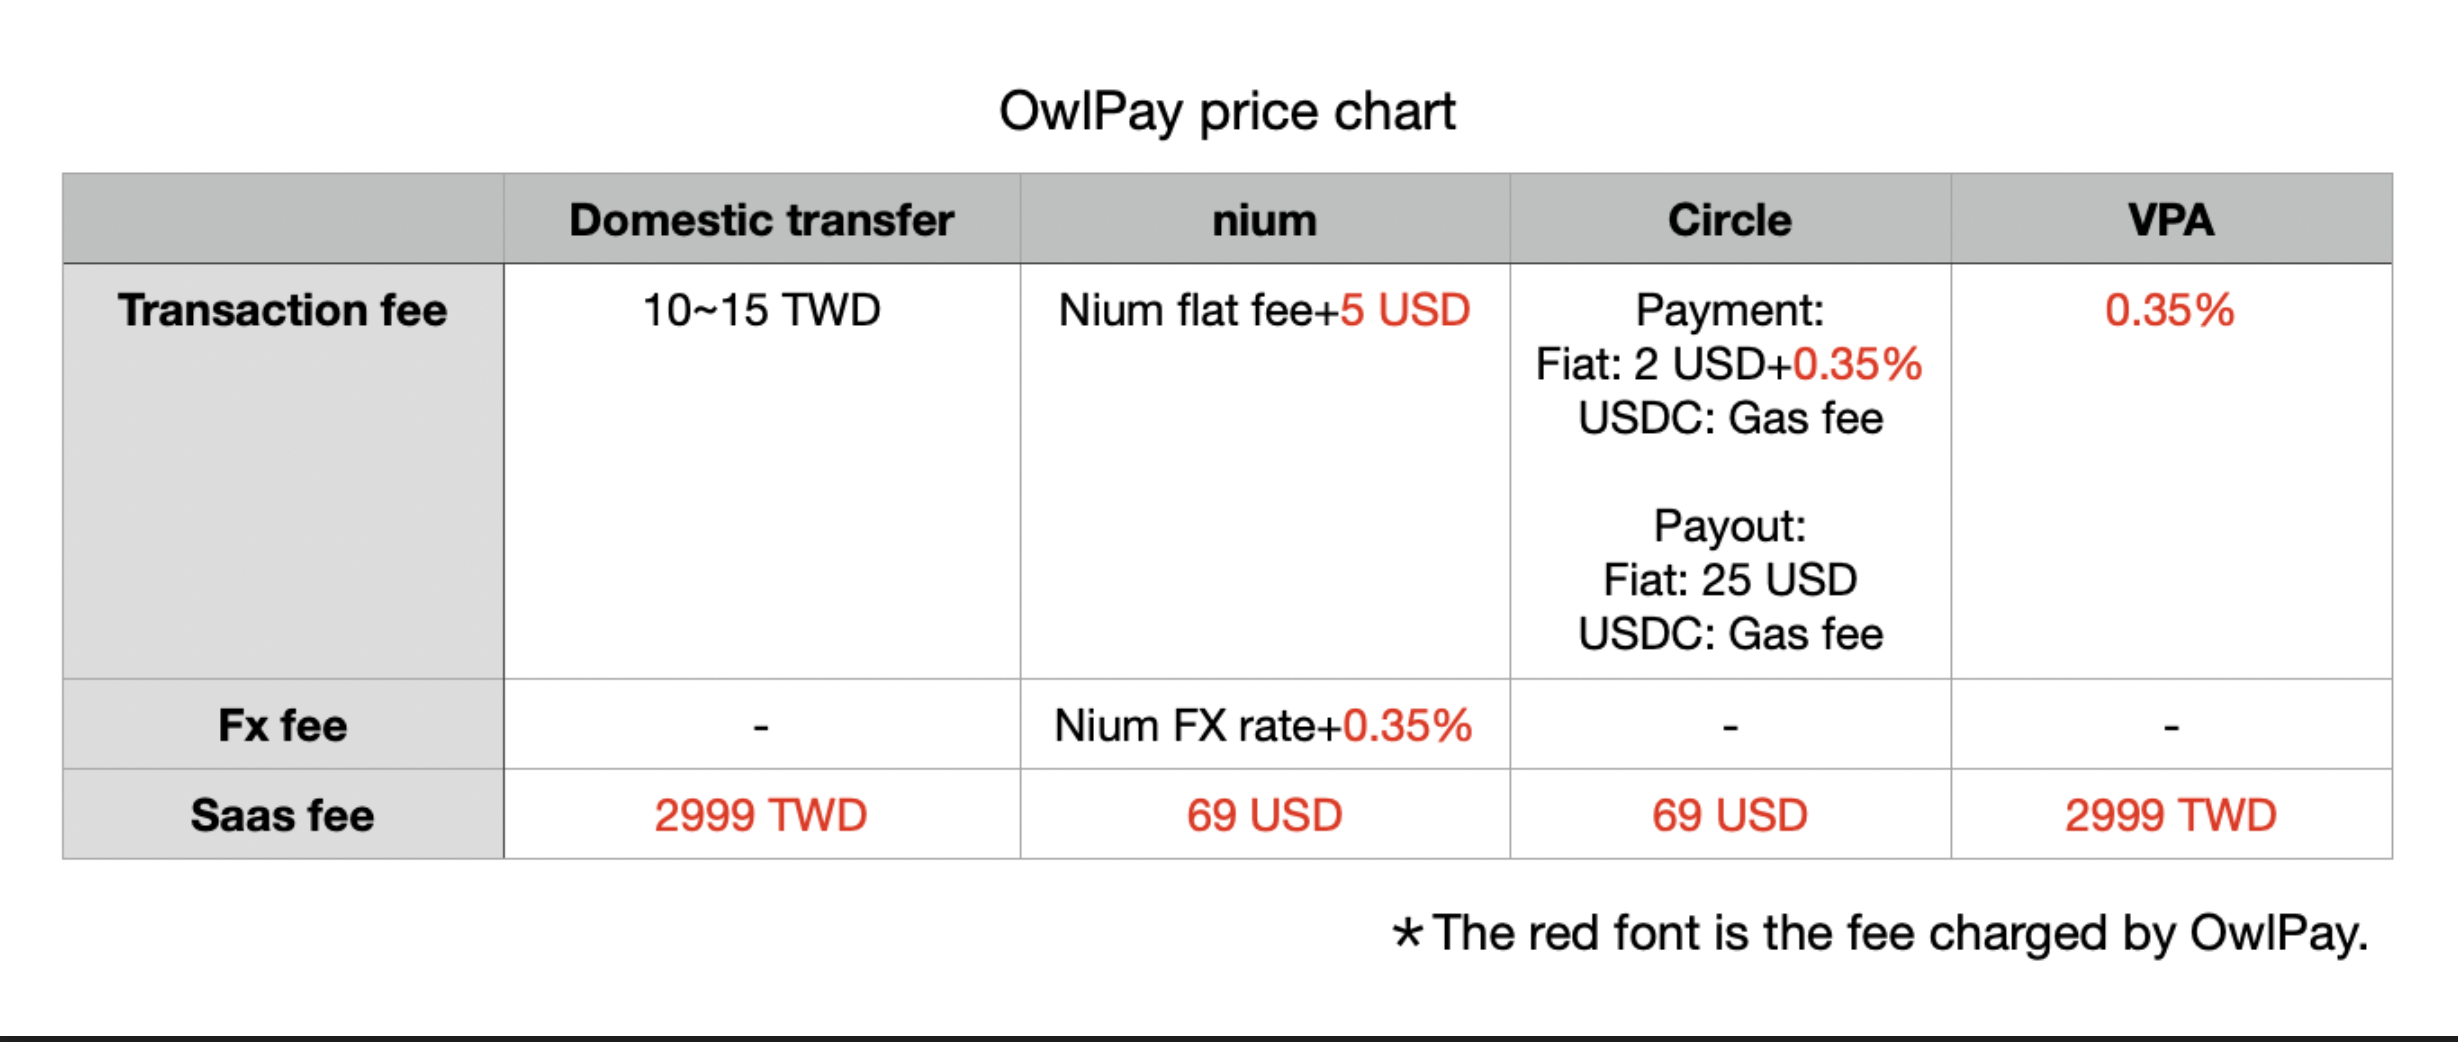 OwlPay price chart
Domestic transfer nium Circle VPA
Transaction fee 10~15 TWD Nium flat fee+5 USD Payment: 0.35%
Fiat: 2 USD+0.35%
USDC: Gas fee
Payout:
Fiat: 25 USD
USDC: Gas fee
Fx fee - Nium FX rate+0.35% - -
Saas fee 2999 TWD 69 USD 69 USD 2999 TWD
*The red font is the fee charged by OwlPay.